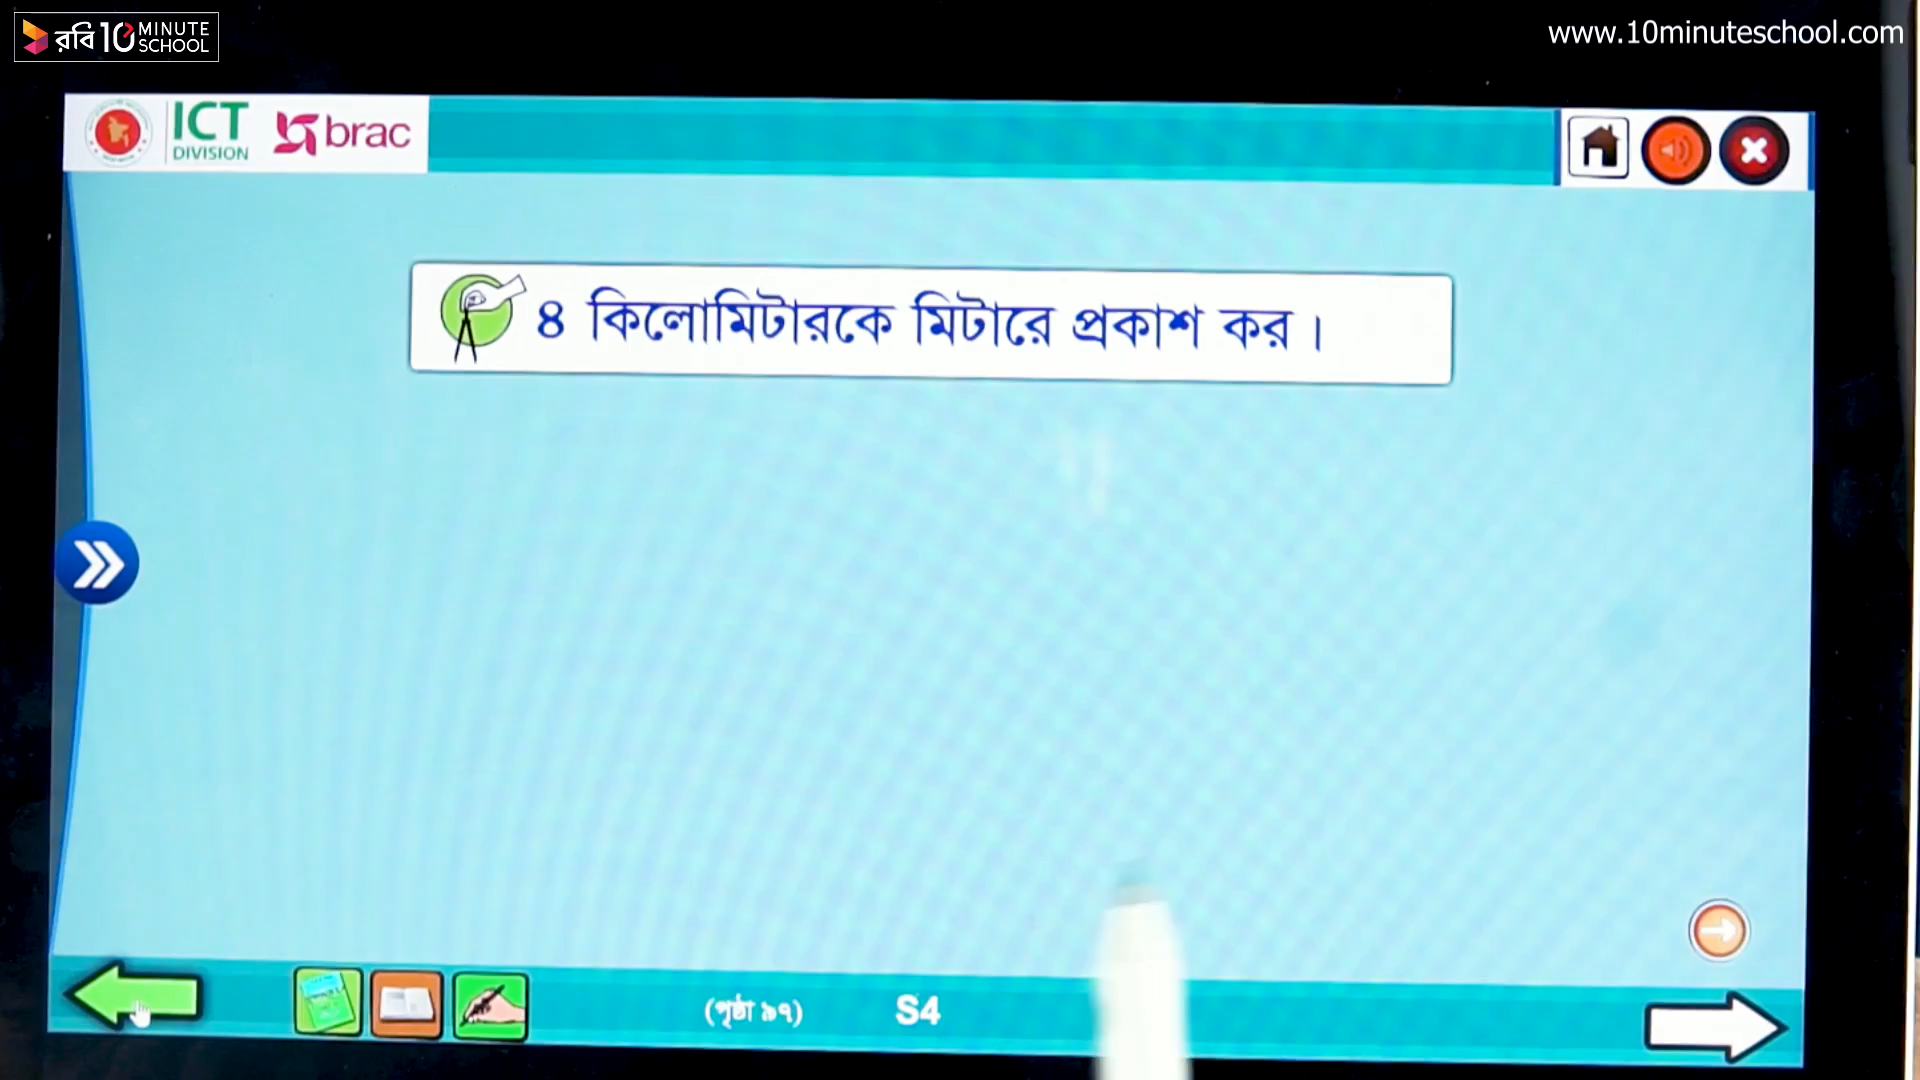 রবি 10 MINUTE SCHOOL
www.10minuteschool.com
ICT DIVISION
brac
৪ কিলোমিটারকে মিটারে প্রকাশ কর।
(পৃষ্ঠা ৯৭)
S4